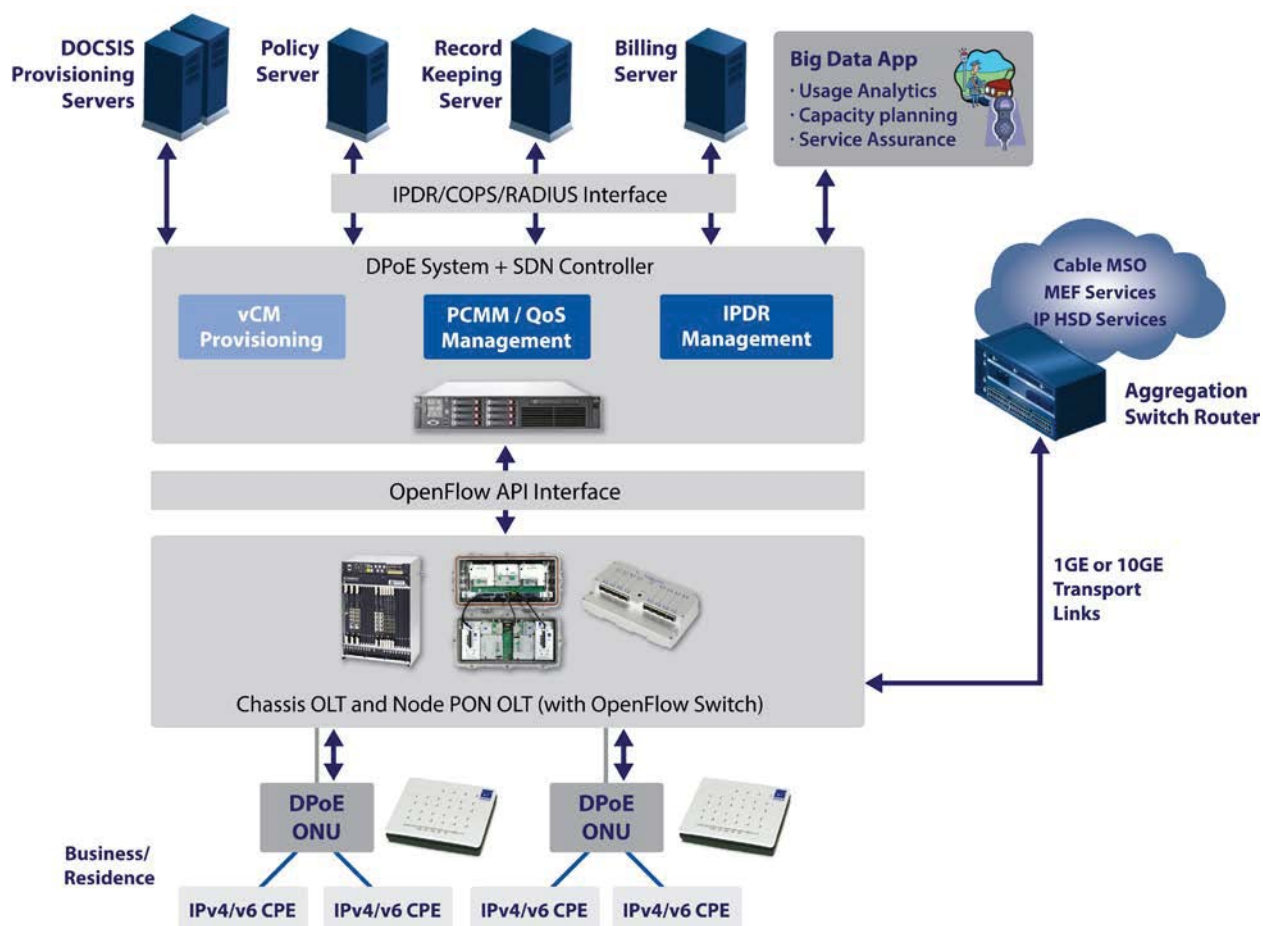 DOCSIS
Provisioning
Servers
Policy
Server
Record
Keeping
Server
Billing
Server
Big Data App
· Usage Analytics
· Capacity planning
· Service Assurance
IPDR/COPS/RADIUS Interface
DPoE System + SDN Controller
vCM
Provisioning
PCMM / QoS
Management
IPDR
Management
Cable MSO
MEF Services
IP HSD Services
Aggregation
Switch Router
OpenFlow API Interface
1GE or 10GE
Transport
Links
Chassis OLT and Node PON OLT (with OpenFlow Switch)
DPoE
ONU
DPoE
ONU
Business/
Residence
IPv4/v6 CPE
IPv4/v6 CPE
IPv4/v6 CPE
IPv4/v6 CPE